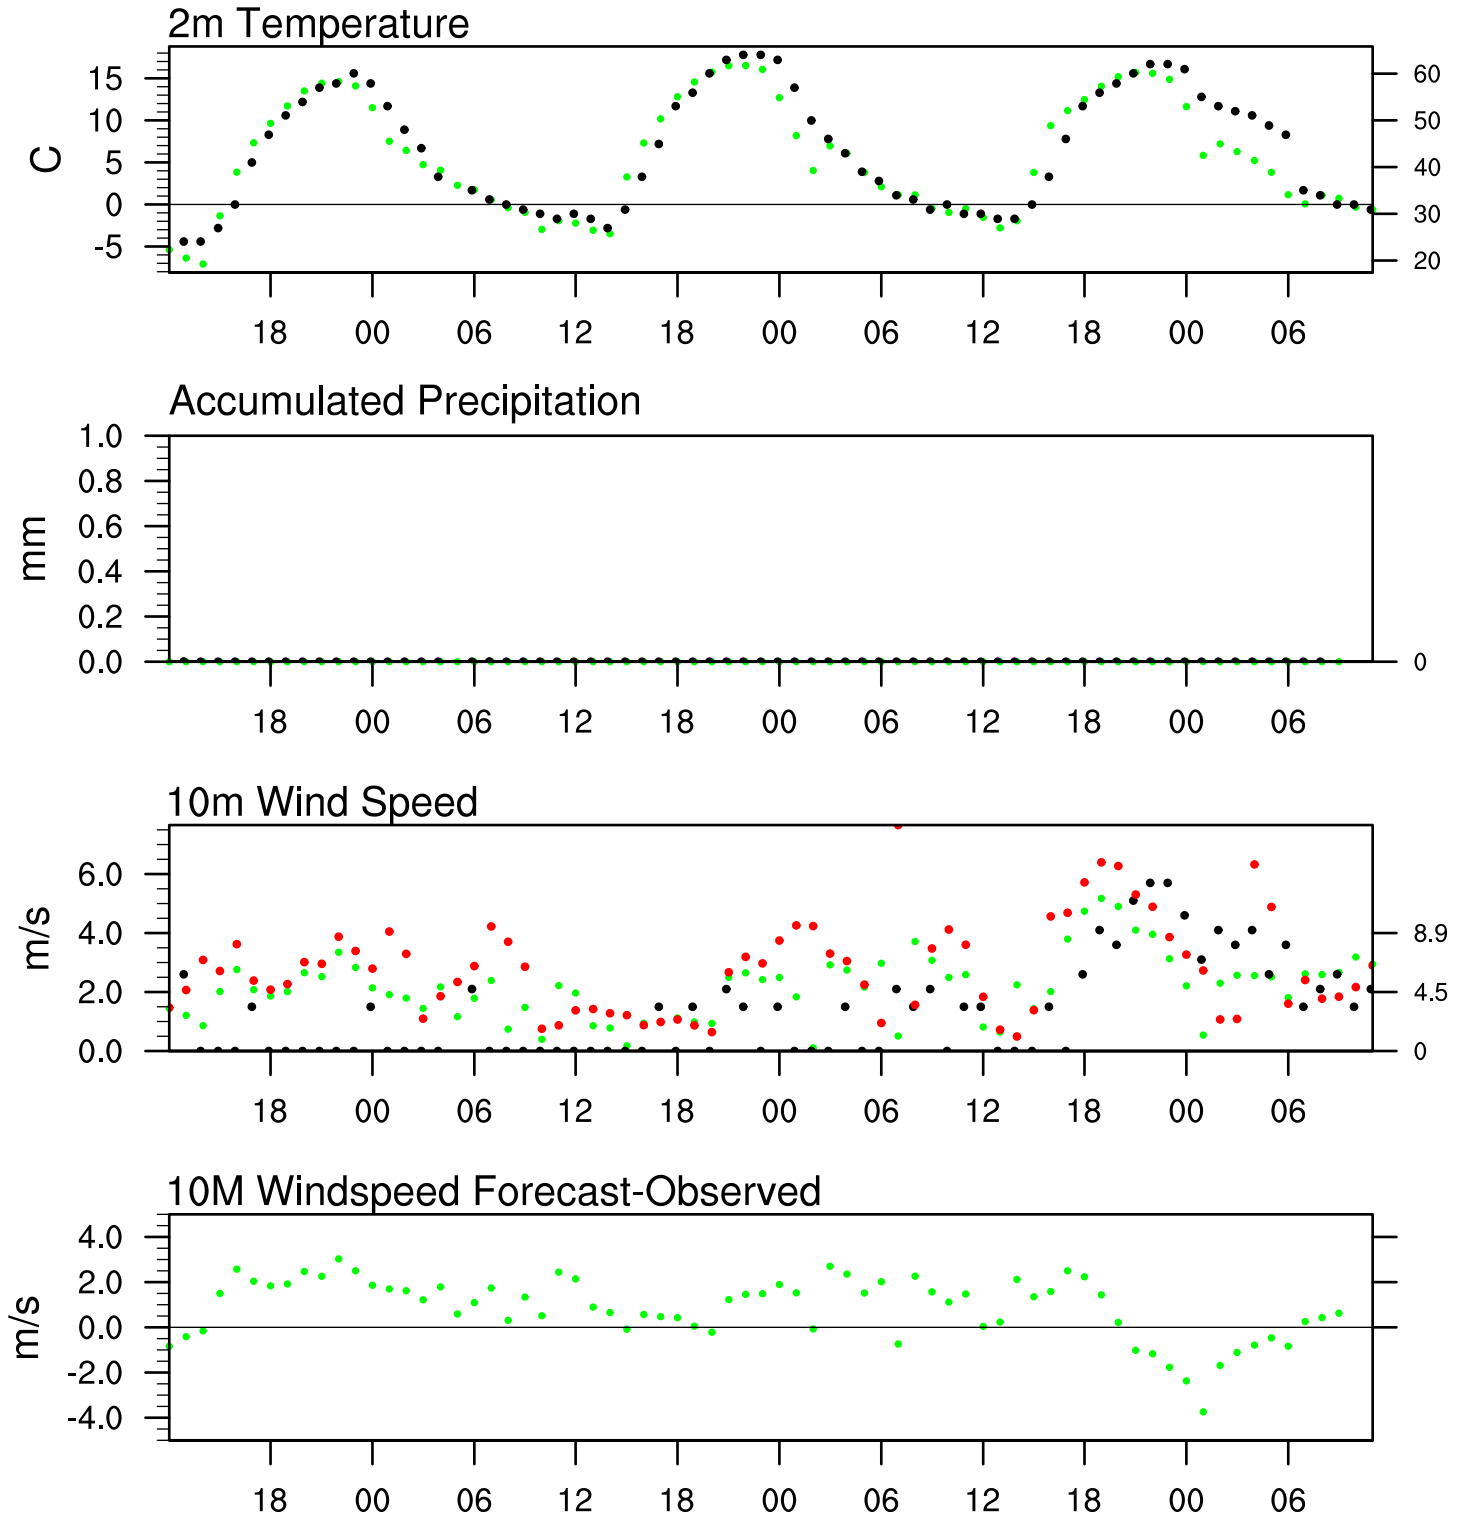 2m Temperature
15
10
5
0
-5
C
60
50
40
30
20
18 00 06 12 18 00 06 12 18 00 06
Accumulated Precipitation
1.0
0.8
0.6
0.4
0.2
0.0
mm
0
18 00 06 12 18 00 06 12 18 00 06
10m Wind Speed
6.0
4.0
2.0
0.0
m/s
8.9
4.5
0
18 00 06 12 18 00 06 12 18 00 06
10M Windspeed Forecast-Observed
4.0
2.0
0.0
-2.0
-4.0
m/s
18 00 06 12 18 00 06 12 18 00 06